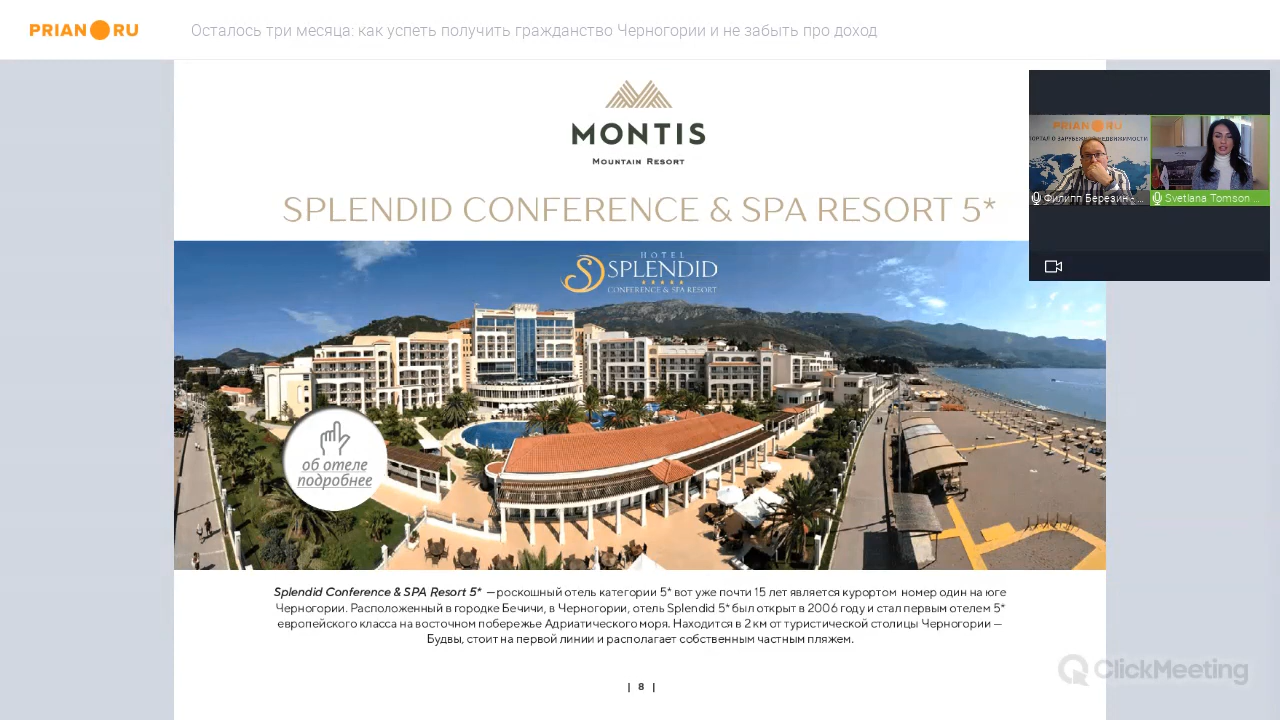 PRIAN RU
Осталось три месяца: как успеть получить гражданство Черногории и не забыть про доход
MONTIS
MOUNTAIN RESORT
SPLENDID CONFERENCE & SPA RESORT 5*
PRIAN RU
ПОРТАЛ О ЗАРУБЕЖНОЙ НЕДВИЖИМОСТИ
Филипп Березин - ...
Svetlana Tomson ...
HOTEL
SPLENDID
CONFERENCE & SPA RESORT
об отеле
подробнее
Splendid Conference & SPA Resort 5* — роскошный отель категории 5* вот уже почти 15 лет является курортом номер один на юге
Черногории. Расположенный в городке Бечичи, в Черногории, отель Splendid 5* был открыт в 2006 году и стал первым отелем 5*
европейского класса на восточном побережье Адриатического моря. Находится в 2 км от туристической столицы Черногории —
Будвы, стоит на первой линии и располагает собственным частным пляжем.
| 8 |
ClickMeeting